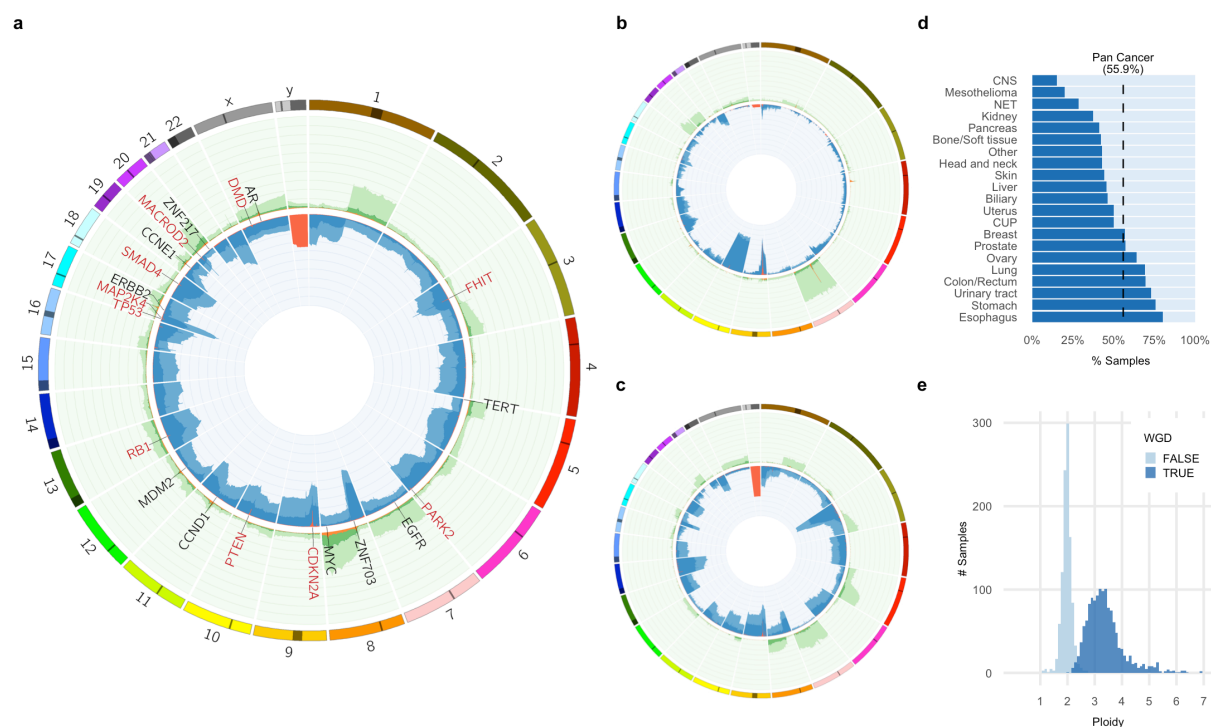 a
b
c
d
e
1
2
3
4
5
6
7
8
9
10
11
12
13
14
15
16
17
18
19
20
21
22
x
y
AR
DMD
ZNF217
MACROD2
CCNE1
SMAD4
ERBB2
MAP2K4
TP53
RB1
MDM2
CCND1
PTEN
CDKN2A
MYC
ZNF703
EGFR
PARK2
TERT
FHIT
Pan Cancer
(55.9%)
CNS
Mesothelioma
NET
Kidney
Pancreas
Bone/Soft tissue
Other
Head and neck
Skin
Liver
Biliary
Uterus
CUP
Breast
Prostate
Ovary
Lung
Colon/Rectum
Urinary tract
Stomach
Esophagus
0% 25% 50% 75% 100%
% Samples
WGD
FALSE
TRUE
# Samples
300
200
100
0
1 2 3 4 5 6 7
Ploidy